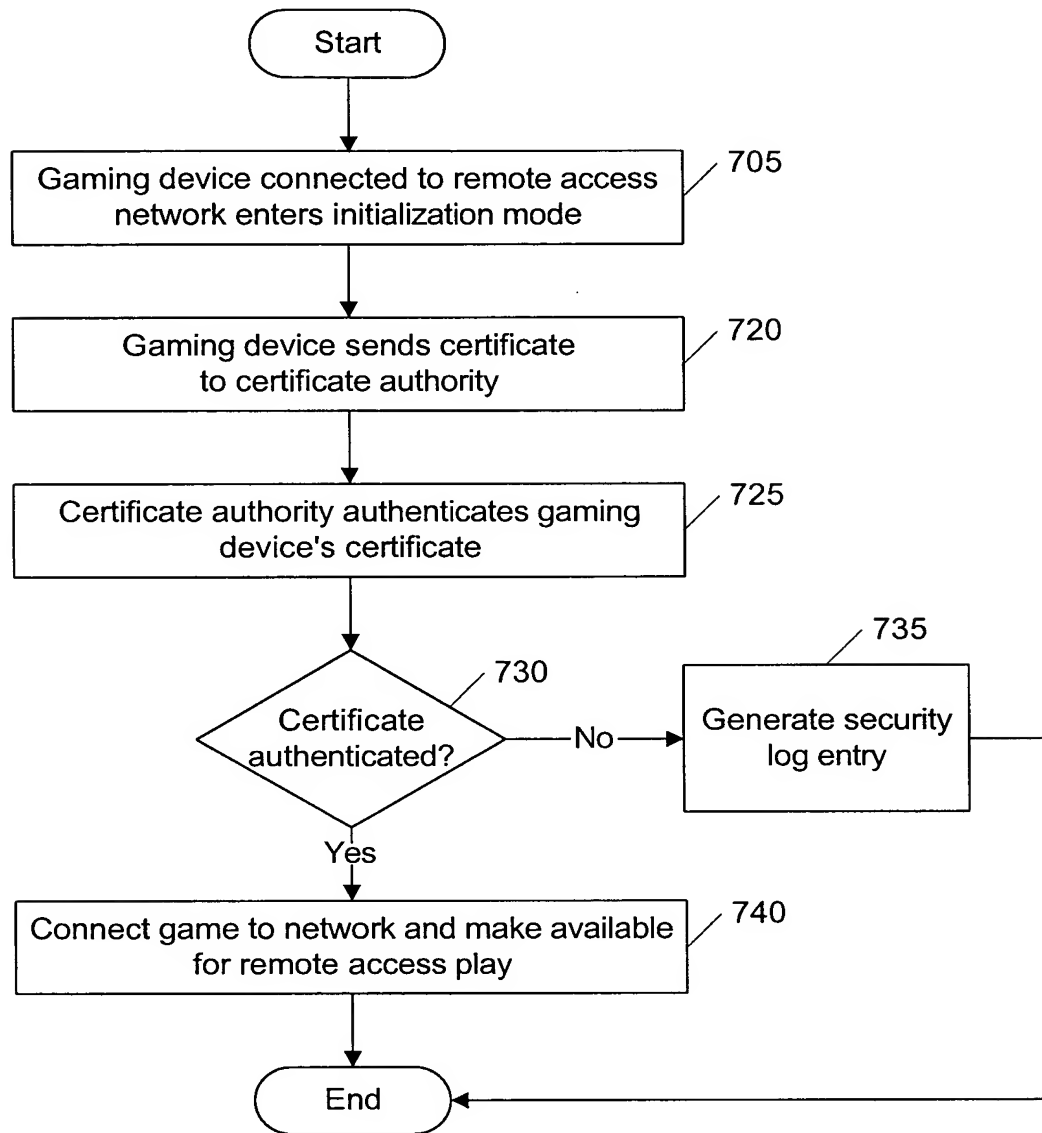 Start
705
Gaming device connected to remote access
network enters initialization mode
720
Gaming device sends certificate
to certificate authority
725
Certificate authority authenticates gaming
device's certificate
730
Certificate
authenticated?
No
735
Generate security
log entry
Yes
740
Connect game to network and make available
for remote access play
End